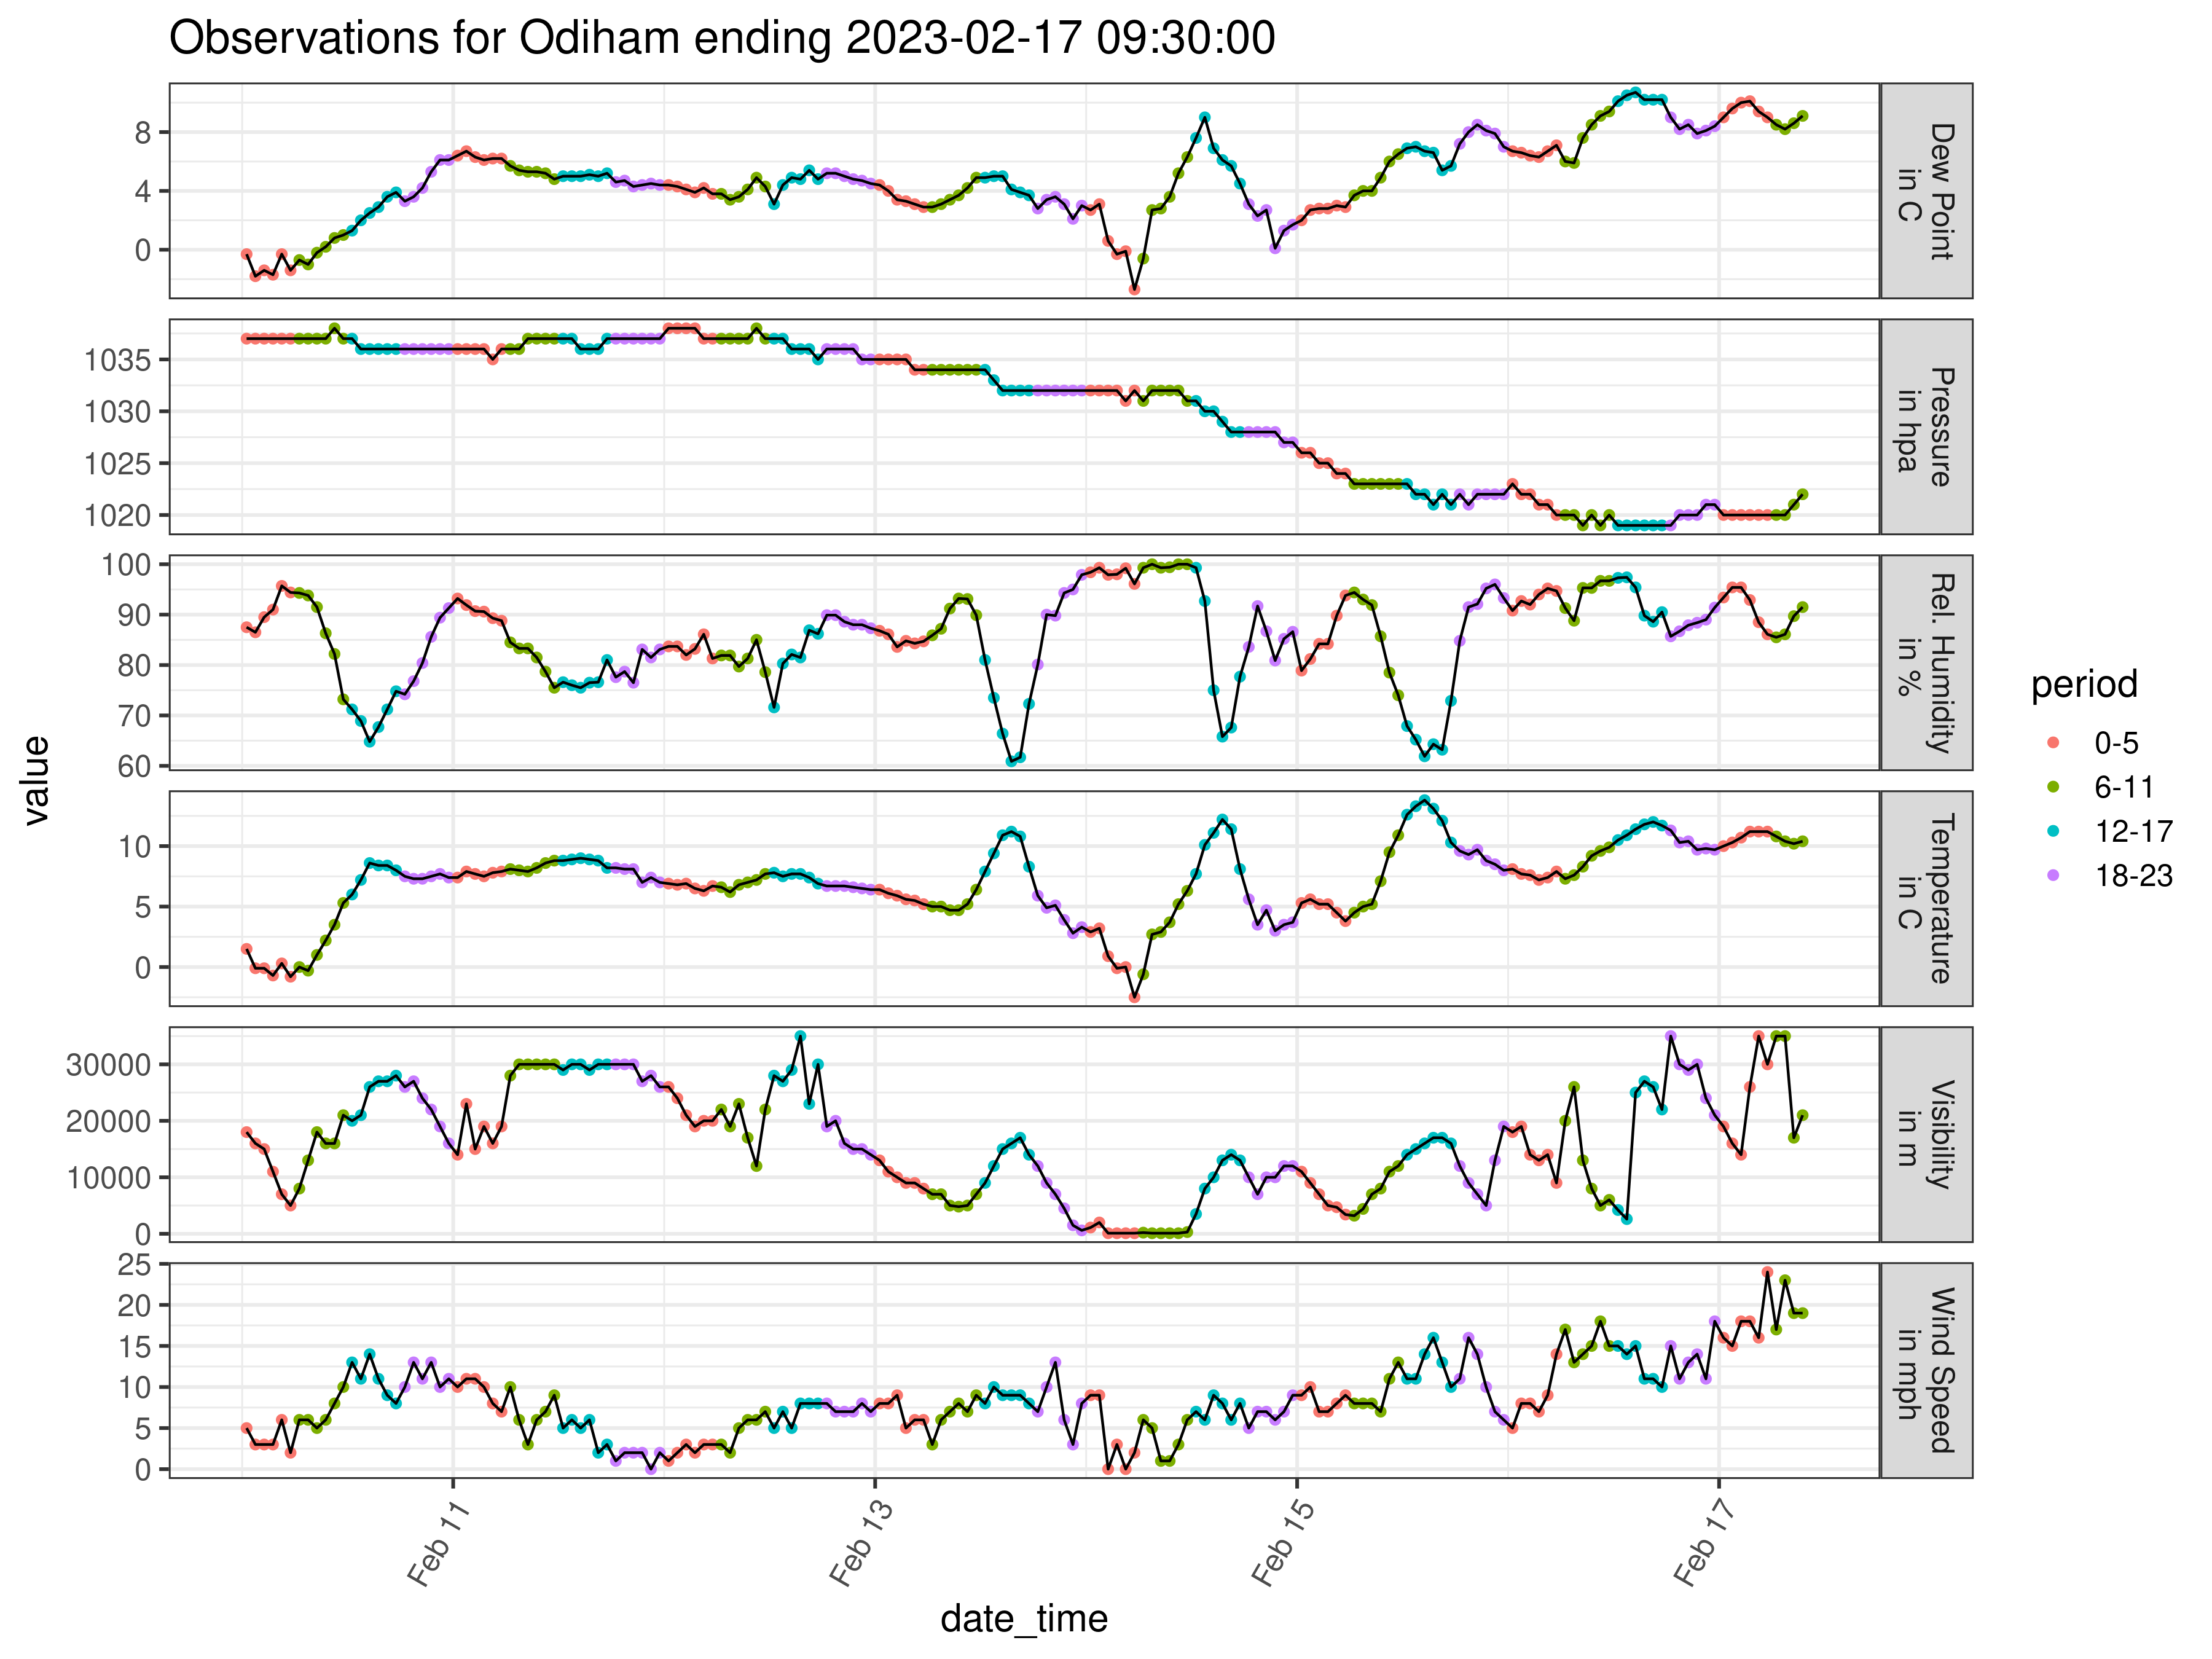 Observations for Odiham ending 2023-02-17 09:30:00
value
8
4
0
Dew Point
in C
1035
1030
1025
1020
Pressure
in hpa
100
90
80
70
60
Rel. Humidity
in %
10
5
0
Temperature
in C
30000
20000
10000
0
Visibility
in m
25
20
15
10
5
0
Wind Speed
in mph
Feb 11
Feb 13
Feb 15
Feb 17
date_time
period
0-5
6-11
12-17
18-23